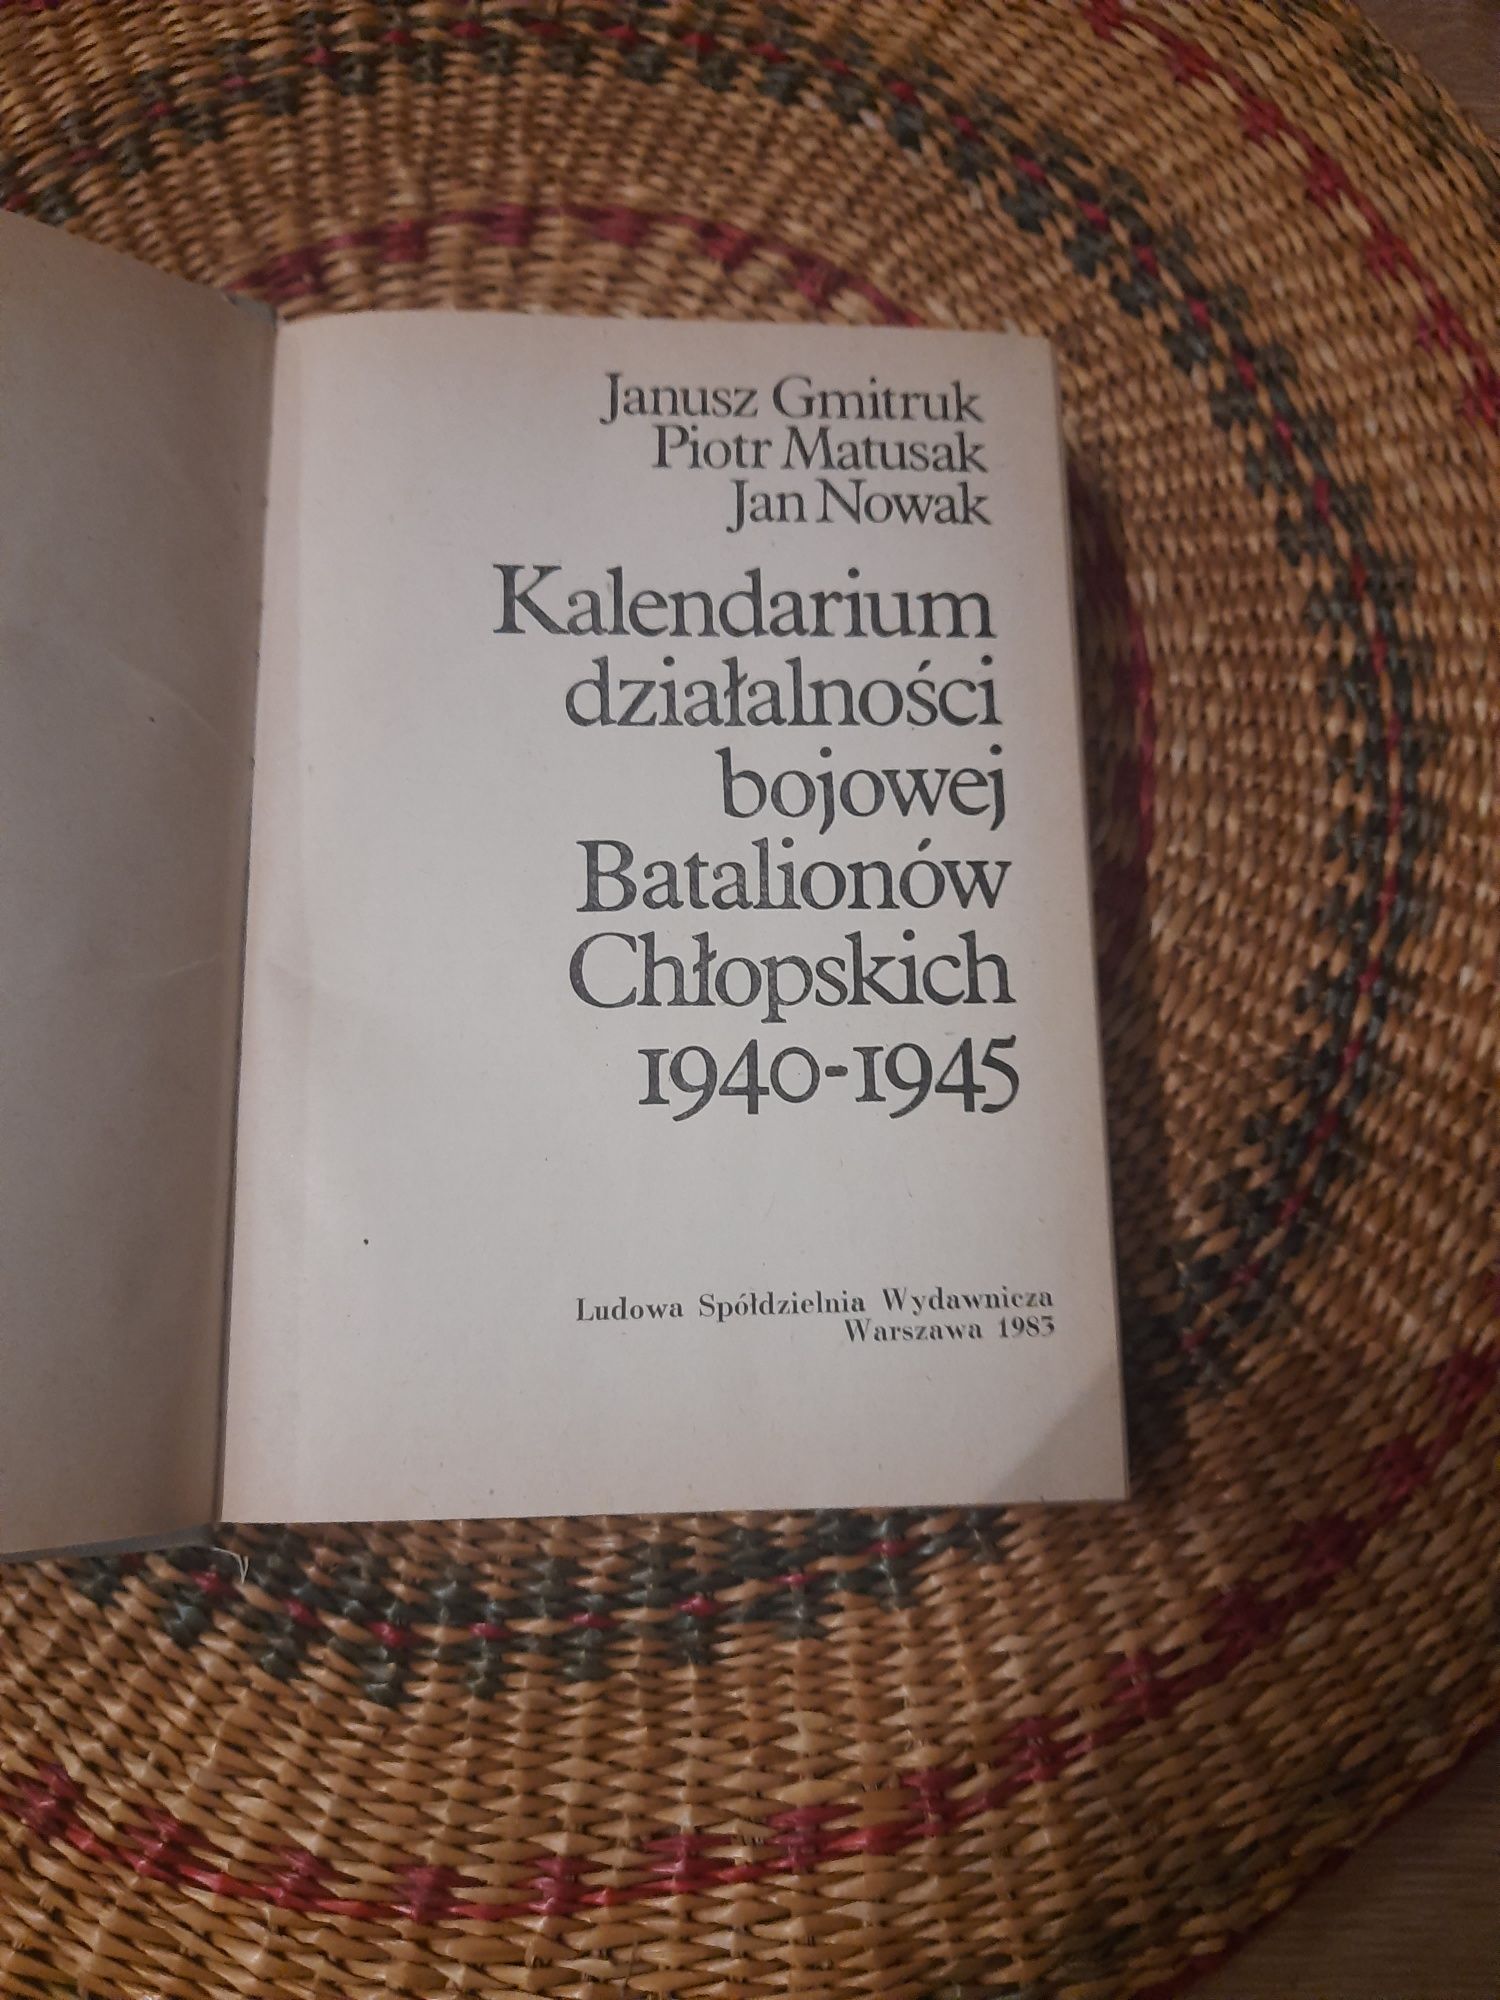 Janusz Gmitruk
Piotr Matusak
Jan Nowak
Kalendarium
działalności
bojowej
Batalionów
Chłopskich
1940-1945
Ludowa Spółdzielnia Wydawnicza
Warszawa 1983